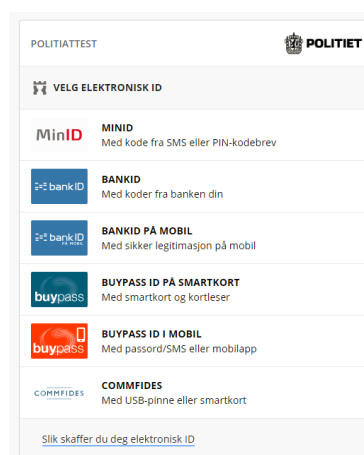 POLITIATTEST
POLITIET
VELG ELEKTRONISK ID
MinID
MINID
Med kode fra SMS eller PIN-kodebrev
bankID
BANKID
Med koder fra banken din
bankID
PÅ MOBIL
BANKID PÅ MOBIL
Med sikker legitimasjon på mobil
buypass
BUYPASS ID PÅ SMARTKORT
Med smartkort og kortleser
buypass
BUYPASS ID I MOBIL
Med passord/SMS eller mobilapp
COMMFIDES
COMMFIDES
Med USB-pinne eller smartkort
Slik skaffer du deg elektronisk ID